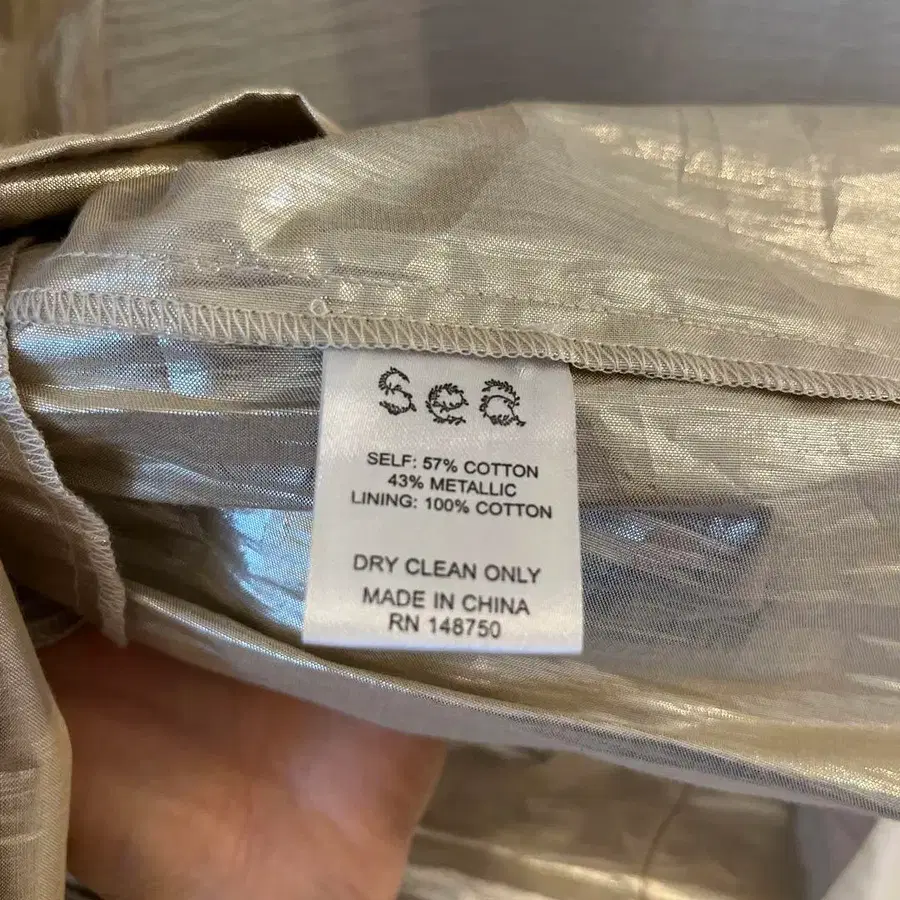 sea
SELF: 57% COTTON
43% METALLIC
LINING: 100% COTTON
DRY CLEAN ONLY
MADE IN CHINA
RN 148750